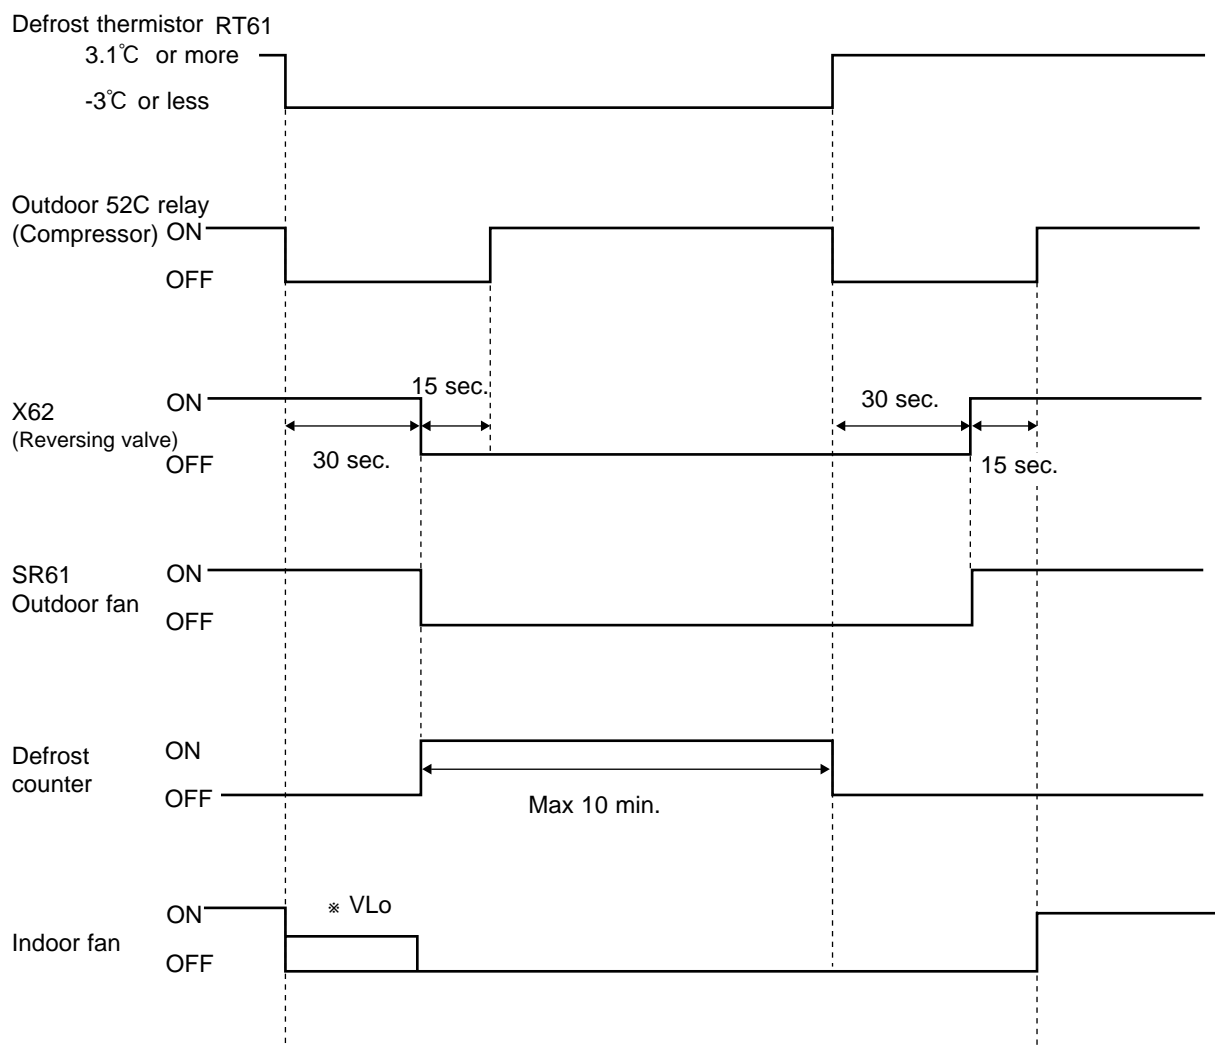 Defrost thermistor RT61
3.1℃ or more
-3℃ or less
Outdoor 52C relay
(Compressor) ON
OFF
ON
15 sec.
30 sec.
X62
(Reversing valve)
OFF
30 sec.
15 sec.
SR61
ON
Outdoor fan
OFF
Defrost
ON
counter
OFF
Max 10 min.
※ VLo
ON
Indoor fan
OFF